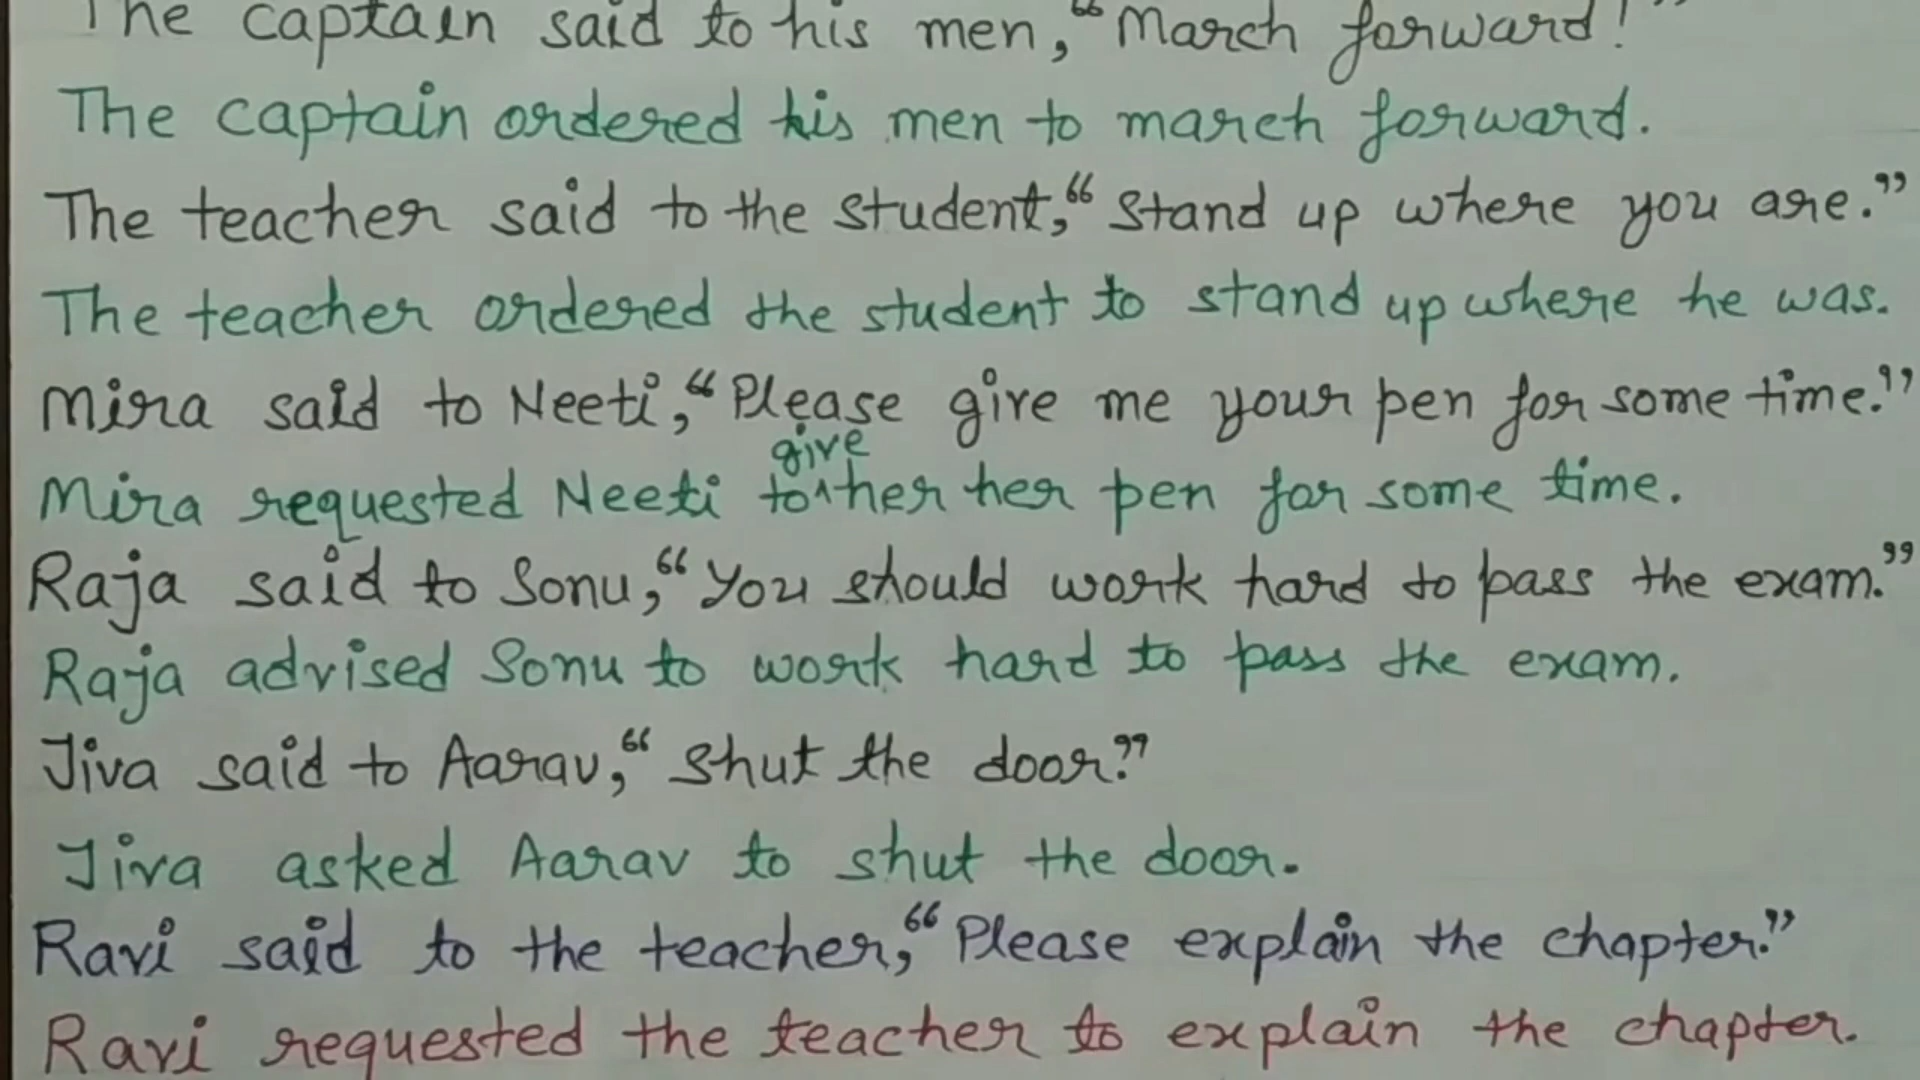 The captain said to his men, "March forward!"
The captain ordered his men to march forward.
The teacher said to the student, "Stand up where you are."
The teacher ordered the student to stand up where he was.
Mira said to Neeti, "Please give me your pen for some time."
give
Mira requested Neeti to ^ her her pen for some time.
Raja said to Sonu, "You should work hard to pass the exam."
Raja advised Sonu to work hard to pass the exam.
Jiva said to Aarav, "Shut the door."
Jiva asked Aarav to shut the door.
Ravi said to the teacher, "Please explain the chapter."
Ravi requested the teacher to explain the chapter.